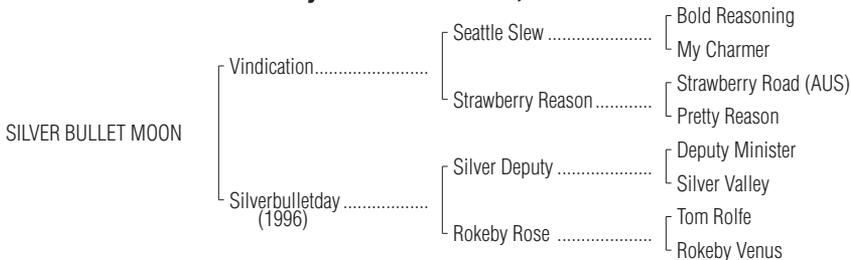 Bold Reasoning
Seattle Slew ......................
My Charmer
Vindication........................
Strawberry Road (AUS)
Strawberry Reason............
Pretty Reason
SILVER BULLET MOON
Deputy Minister
Silver Deputy ....................
Silver Valley
Silverbulletday ..................
(1996)
Tom Rolfe
Rokeby Rose ....................
Rokeby Venus